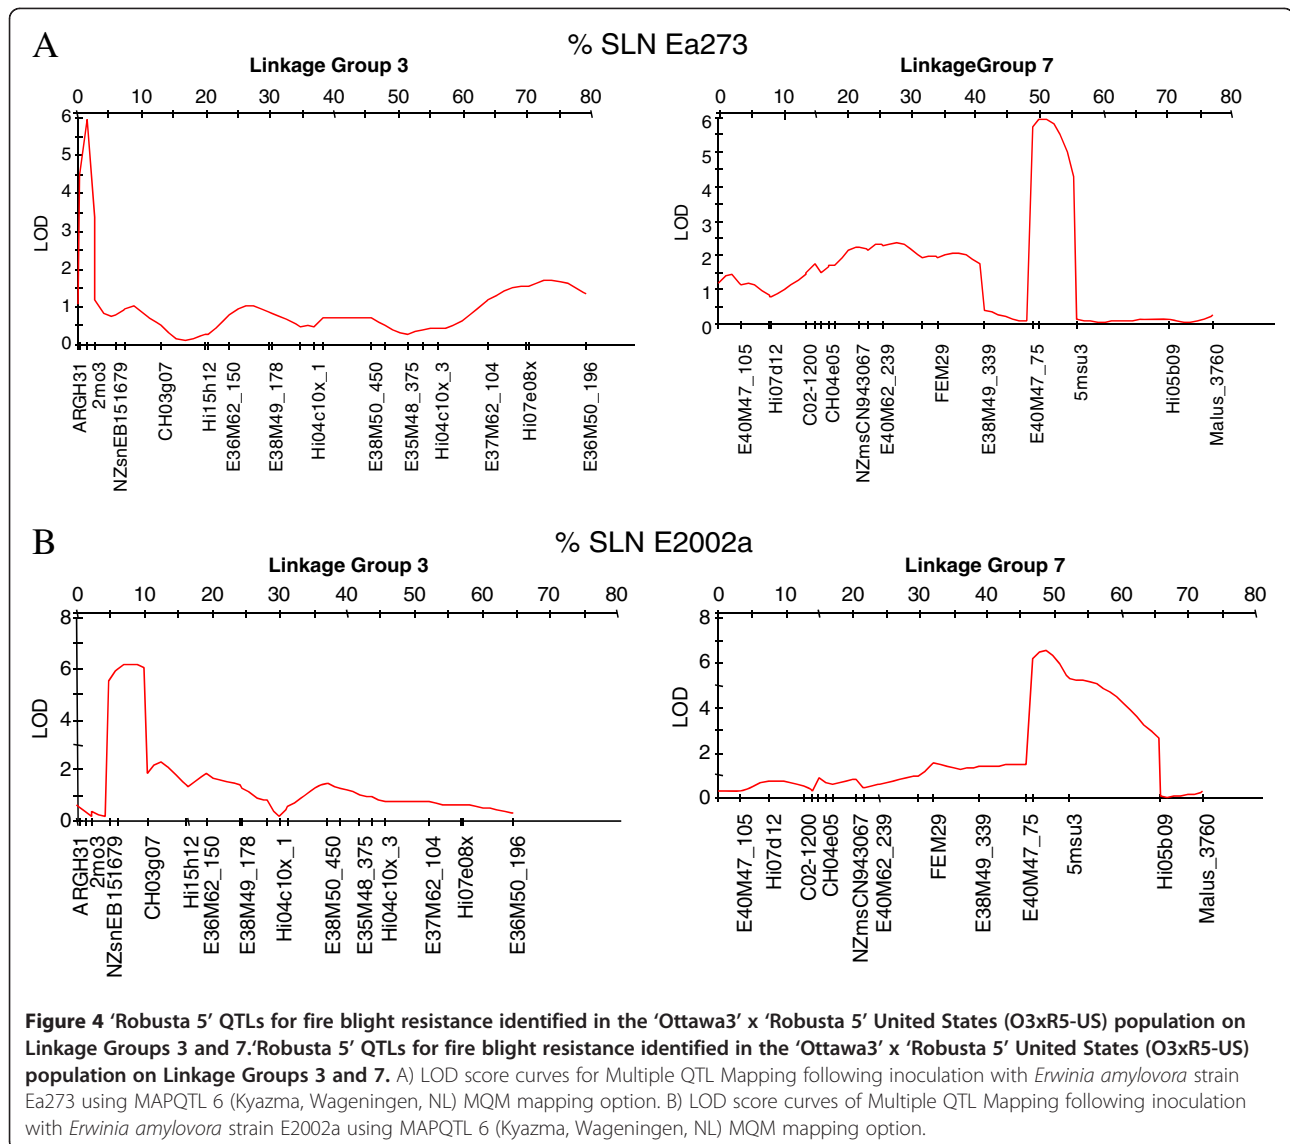 A
% SLN Ea273
Linkage Group 3
0 10 20 30 40 50 60 70 80
6
5
4
3
2
1
0
LOD
ARGH31
2mo3
NZsnEB151679
CH03g07
Hi15h12
E36M62_150
E38M49_178
Hi04c10x_1
E38M50_450
E35M48_375
Hi04c10x_3
E37M62_104
Hi07e08x
E36M50_196
LinkageGroup 7
0 10 20 30 40 50 60 70 80
6
5
4
3
2
1
0
LOD
E40M47_105
Hi07d12
C02-1200
CH04e05
NZmsCN943067
E40M62_239
FEM29
E38M49_339
E40M47_75
5msu3
Hi05b09
Malus_3760
B
% SLN E2002a
Linkage Group 3
0 10 20 30 40 50 60 70 80
8
6
4
2
0
LOD
ARGH31
2mo3
NZsnEB151679
CH03g07
Hi15h12
E36M62_150
E38M49_178
Hi04c10x_1
E38M50_450
E35M48_375
Hi04c10x_3
E37M62_104
Hi07e08x
E36M50_196
Linkage Group 7
0 10 20 30 40 50 60 70 80
8
6
4
2
0
LOD
E40M47_105
Hi07d12
C02-1200
CH04e05
NZmsCN943067
E40M62_239
FEM29
E38M49_339
E40M47_75
5msu3
Hi05b09
Malus_3760
Figure 4 ‘Robusta 5’ QTLs for fire blight resistance identified in the ‘Ottawa3’ x ‘Robusta 5’ United States (O3xR5-US) population on
Linkage Groups 3 and 7.‘Robusta 5’ QTLs for fire blight resistance identified in the ‘Ottawa3’ x ‘Robusta 5’ United States (O3xR5-US)
population on Linkage Groups 3 and 7. A) LOD score curves for Multiple QTL Mapping following inoculation with Erwinia amylovora strain
Ea273 using MAPQTL 6 (Kyazma, Wageningen, NL) MQM mapping option. B) LOD score curves of Multiple QTL Mapping following inoculation
with Erwinia amylovora strain E2002a using MAPQTL 6 (Kyazma, Wageningen, NL) MQM mapping option.